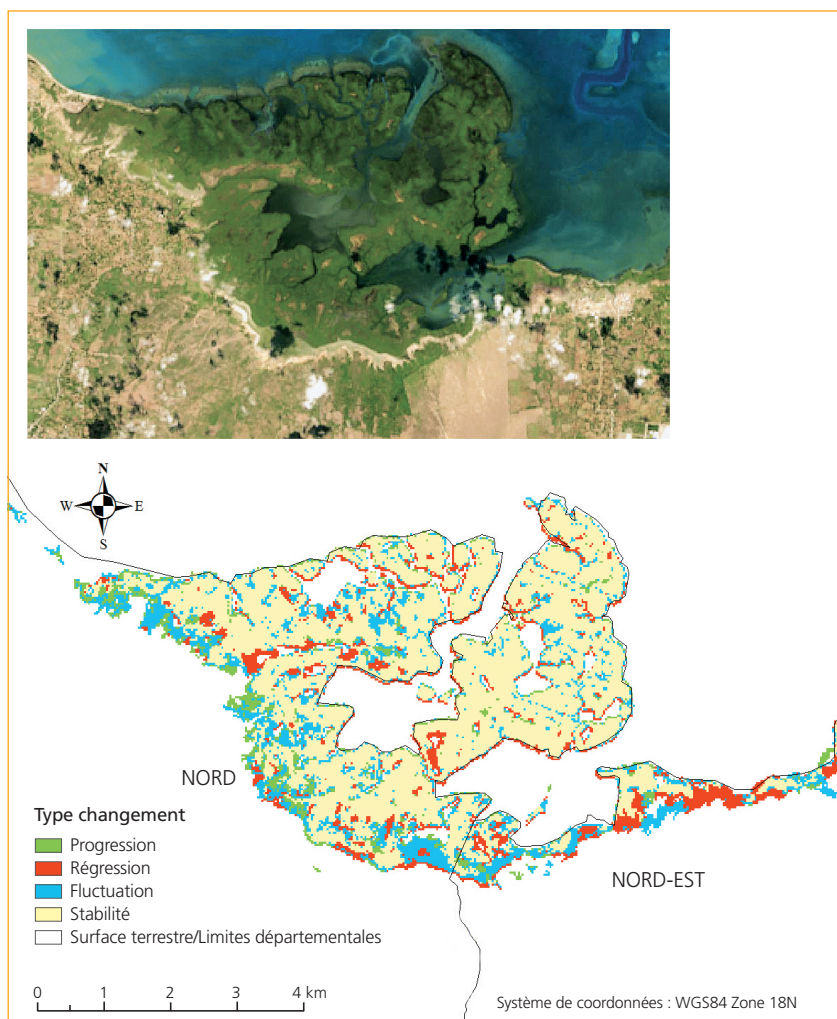 N
W E
S
NORD
NORD-EST
Type changement
Progression
Régression
Fluctuation
Stabilité
Surface terrestre/Limites départementales
0 1 2 3 4 km
Système de coordonnées : WGS84 Zone 18N